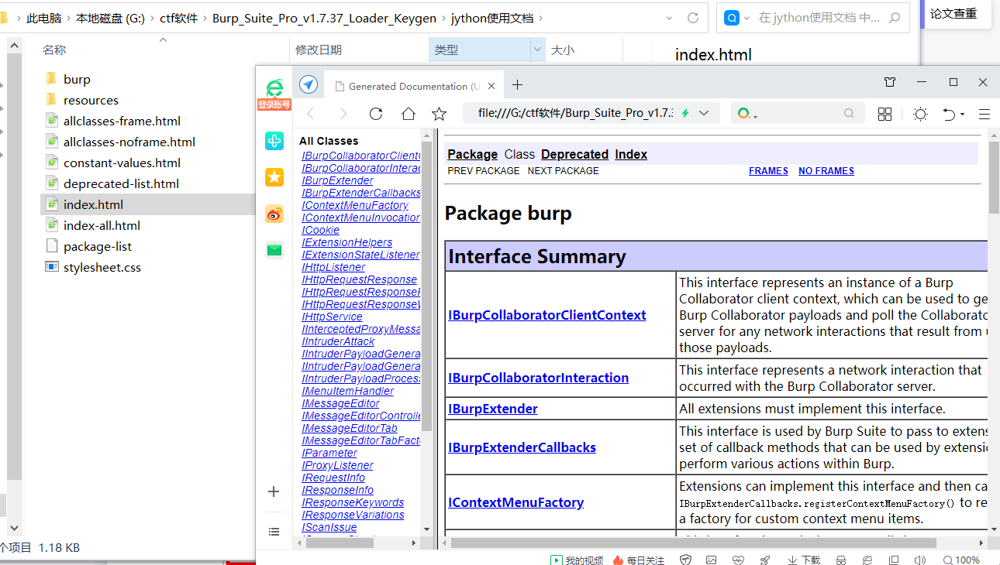 此电脑 › 本地磁盘 (G:) › ctf软件 › Burp_Suite_Pro_v1.7.37_Loader_Keygen › jython使用文档 ›
在 jython使用文档 中...
论文查重
名称
修改日期
类型
大小
index.html
burp
resources
allclasses-frame.html
allclasses-noframe.html
constant-values.html
deprecated-list.html
index.html
index-all.html
package-list
stylesheet.css
个项目 1.18 KB
登录账号
Generated Documentation (U
file:///G:/ctf软件/Burp_Suite_Pro_v1.7.3
All Classes
IBurpCollaboratorClient
IBurpCollaboratorInterac
IBurpExtender
IBurpExtenderCallbacks
IContextMenuFactory
IContextMenuInvocation
ICookie
IExtensionHelpers
IExtensionStateListener
IHttpListener
IHttpRequestResponse
IHttpRequestResponse
IHttpRequestResponse
IHttpService
IInterceptedProxyMessa
IIntruderAttack
IIntruderPayloadGenera
IIntruderPayloadGenera
IIntruderPayloadProcess
IMenuItemHandler
IMessageEditor
IMessageEditorControlle
IMessageEditorTab
IMessageEditorTabFact
IParameter
IProxyListener
IRequestInfo
IResponseInfo
IResponseKeywords
IResponseVariations
IScanIssue
Package Class Deprecated Index
PREV PACKAGE NEXT PACKAGE
FRAMES NO FRAMES
Package burp
Interface Summary
IBurpCollaboratorClientContext
This interface represents an instance of a Burp
Collaborator client context, which can be used to ge
Burp Collaborator payloads and poll the Collaborato
server for any network interactions that result from u
those payloads.
IBurpCollaboratorInteraction
This interface represents a network interaction that
occurred with the Burp Collaborator server.
IBurpExtender
All extensions must implement this interface.
IBurpExtenderCallbacks
This interface is used by Burp Suite to pass to extens
set of callback methods that can be used by extensio
perform various actions within Burp.
IContextMenuFactory
Extensions can implement this interface and then ca
IBurpExtenderCallbacks.registerContextMenuFactory() to re
a factory for custom context menu items.
我的视频
每日关注
下载
100%